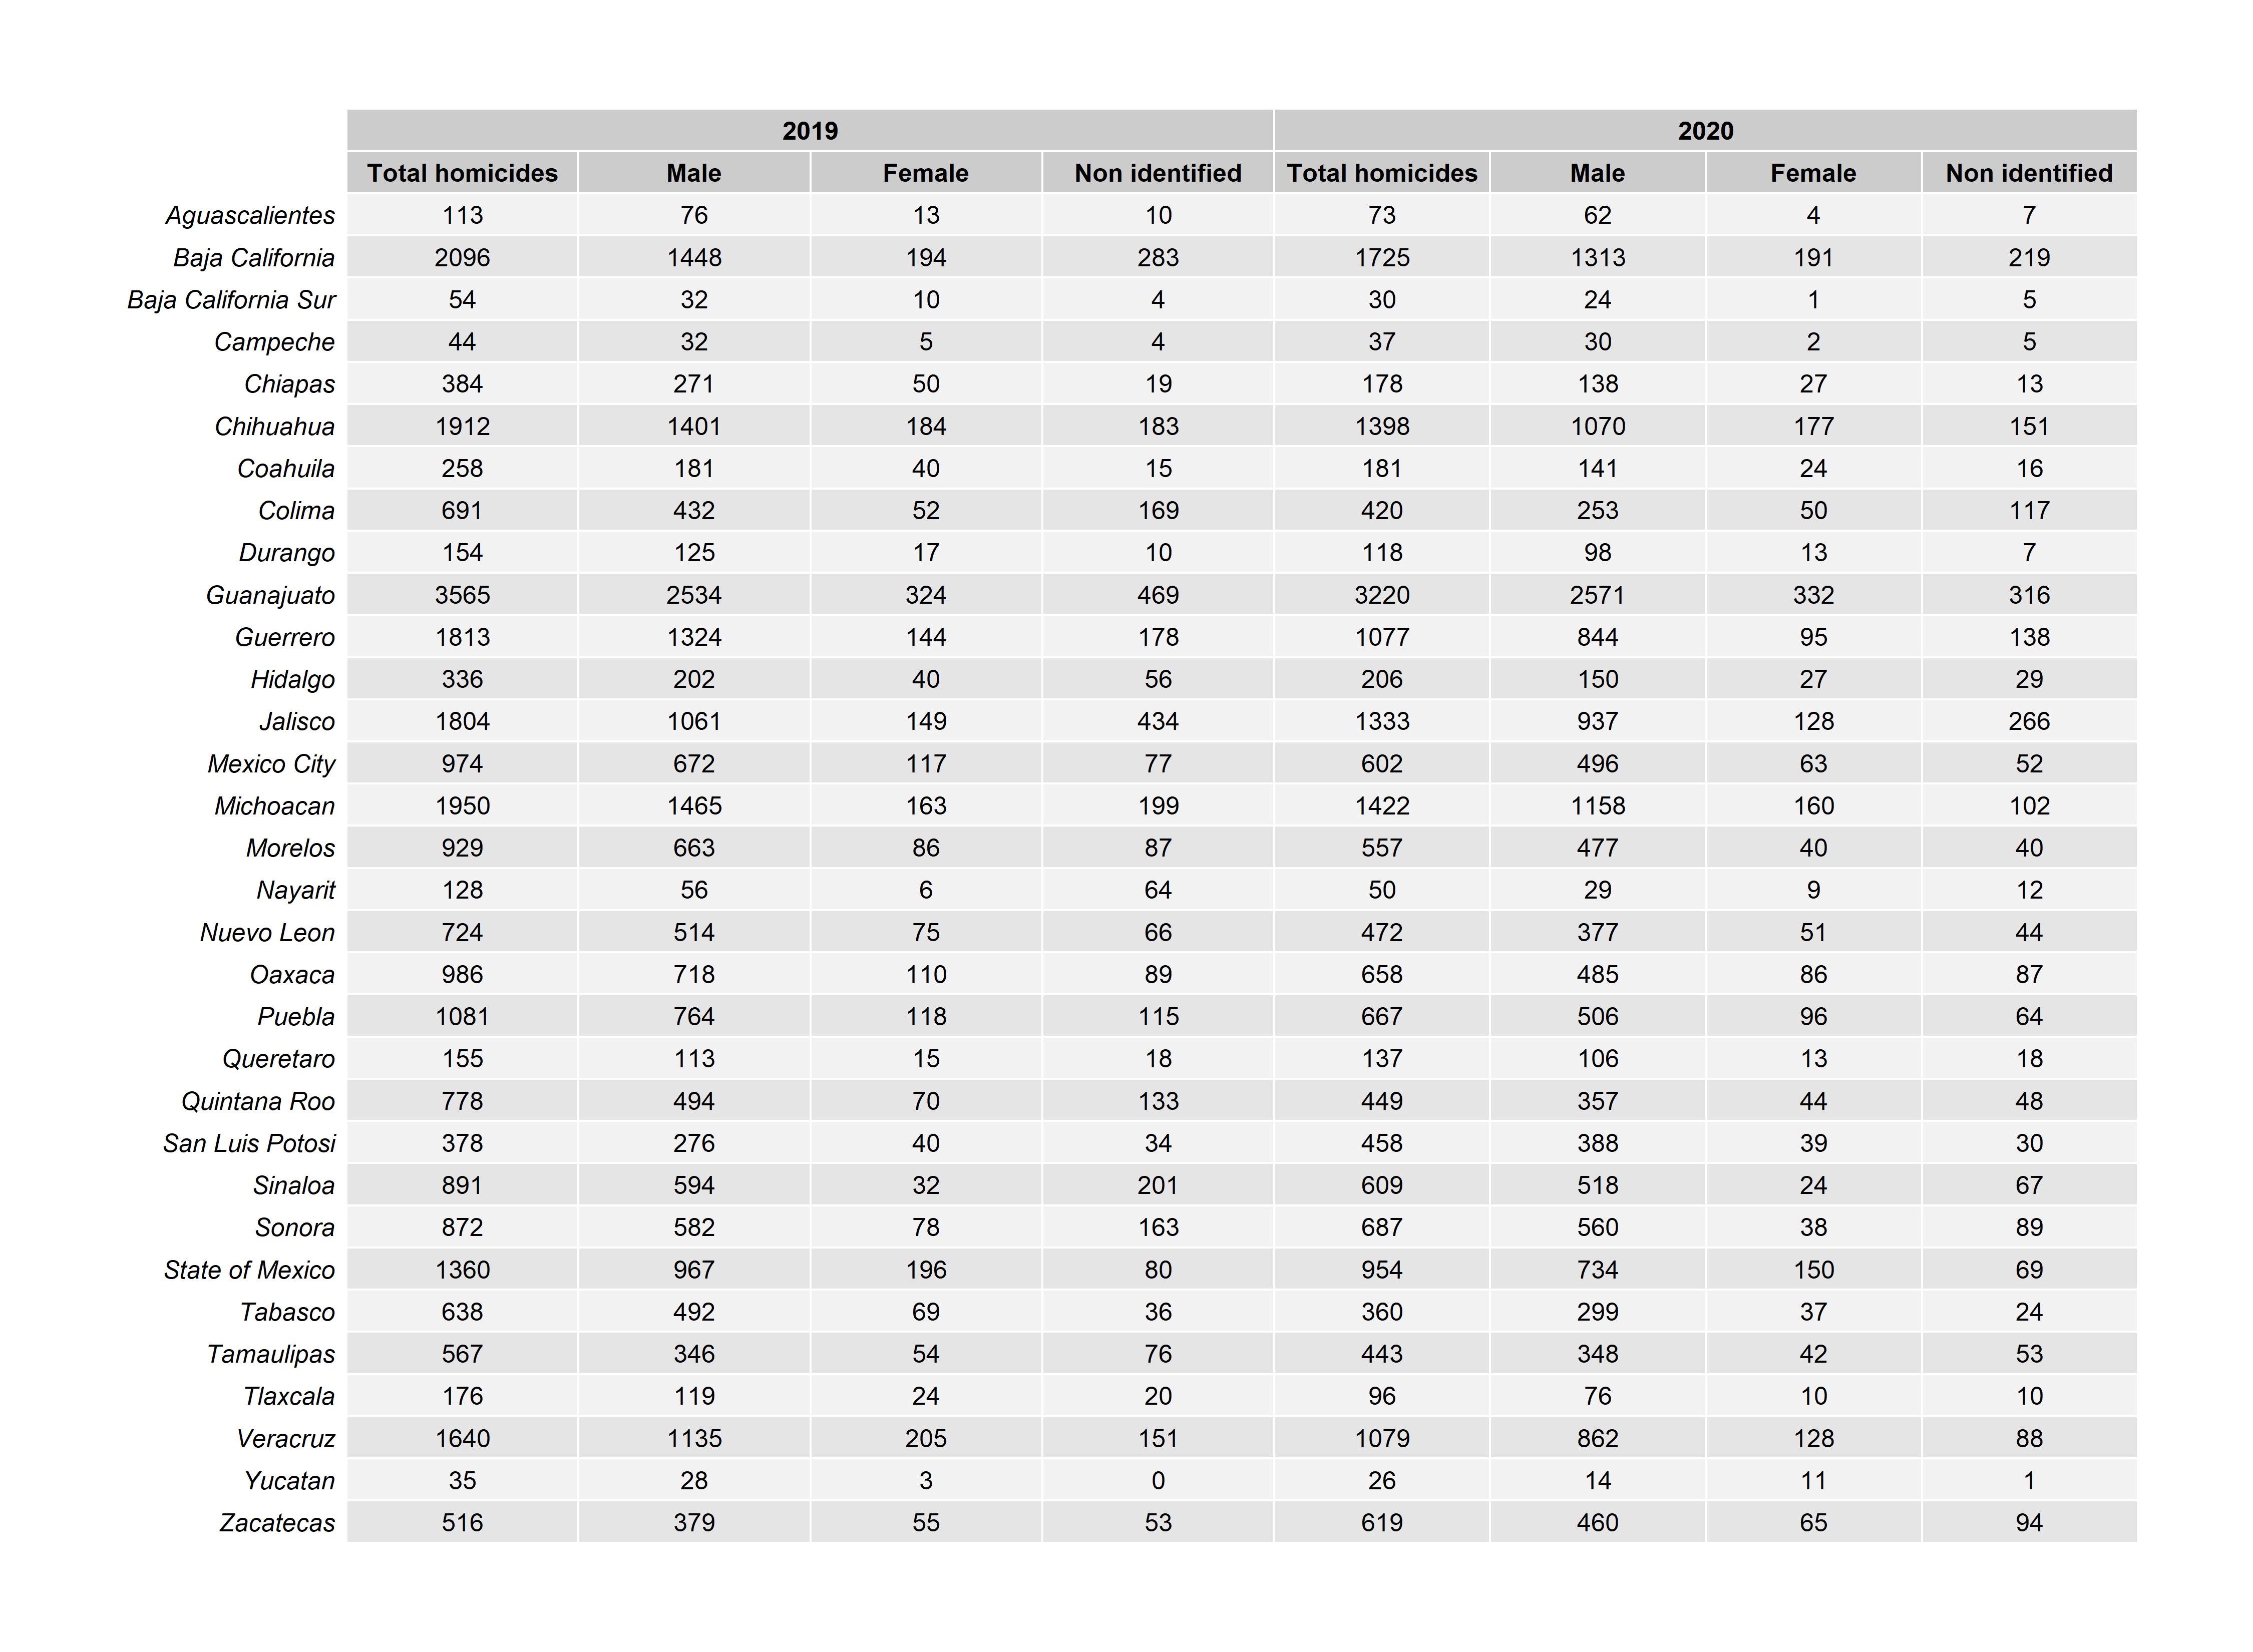 2019 2020
Total homicides Male Female Non identified Total homicides Male Female Non identified
Aguascalientes 113 76 13 10 73 62 4 7
Baja California 2096 1448 194 283 1725 1313 191 219
Baja California Sur 54 32 10 4 30 24 1 5
Campeche 44 32 5 4 37 30 2 5
Chiapas 384 271 50 19 178 138 27 13
Chihuahua 1912 1401 184 183 1398 1070 177 151
Coahuila 258 181 40 15 181 141 24 16
Colima 691 432 52 169 420 253 50 117
Durango 154 125 17 10 118 98 13 7
Guanajuato 3565 2534 324 469 3220 2571 332 316
Guerrero 1813 1324 144 178 1077 844 95 138
Hidalgo 336 202 40 56 206 150 27 29
Jalisco 1804 1061 149 434 1333 937 128 266
Mexico City 974 672 117 77 602 496 63 52
Michoacan 1950 1465 163 199 1422 1158 160 102
Morelos 929 663 86 87 557 477 40 40
Nayarit 128 56 6 64 50 29 9 12
Nuevo Leon 724 514 75 66 472 377 51 44
Oaxaca 986 718 110 89 658 485 86 87
Puebla 1081 764 118 115 667 506 96 64
Queretaro 155 113 15 18 137 106 13 18
Quintana Roo 778 494 70 133 449 357 44 48
San Luis Potosi 378 276 40 34 458 388 39 30
Sinaloa 891 594 32 201 609 518 24 67
Sonora 872 582 78 163 687 560 38 89
State of Mexico 1360 967 196 80 954 734 150 69
Tabasco 638 492 69 36 360 299 37 24
Tamaulipas 567 346 54 76 443 348 42 53
Tlaxcala 176 119 24 20 96 76 10 10
Veracruz 1640 1135 205 151 1079 862 128 88
Yucatan 35 28 3 0 26 14 11 1
Zacatecas 516 379 55 53 619 460 65 94